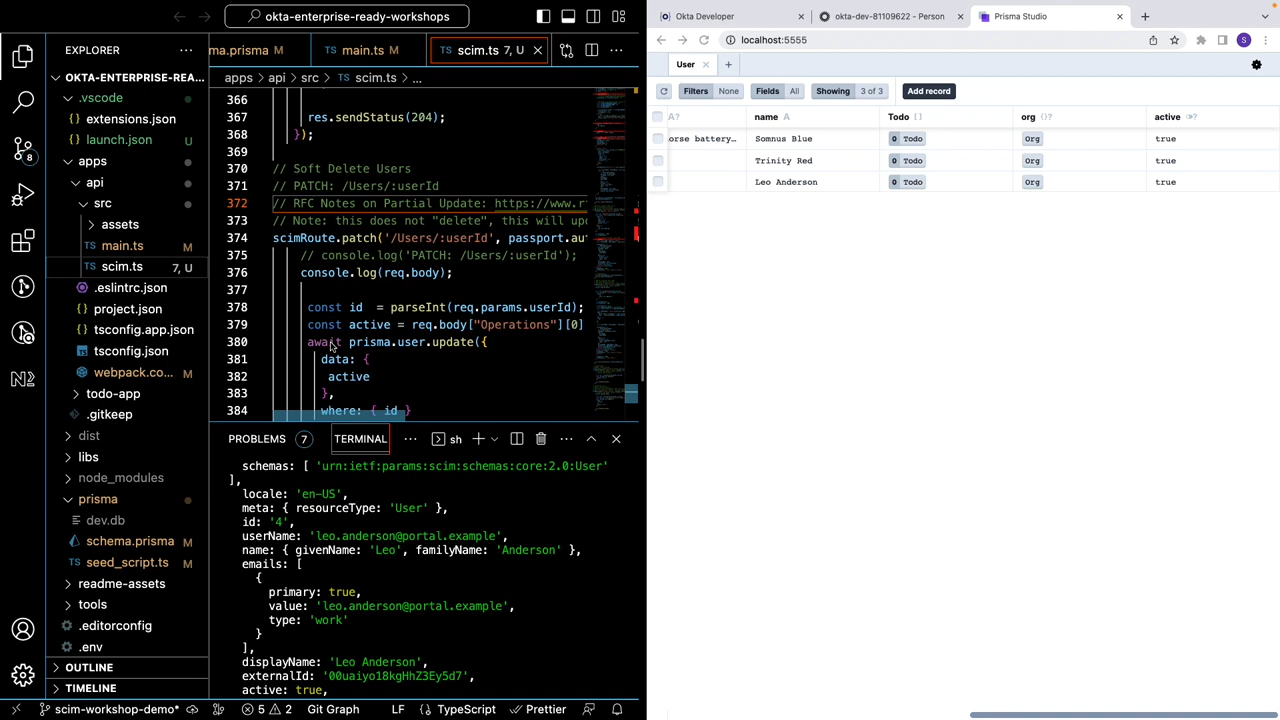 okta-enterprise-ready-workshops
EXPLORER
OKTA-ENTERPRISE-REA...
.vscode
extensions.json
launch.json
apps
api
src
assets
main.ts M
scim.ts U
.eslintrc.json
project.json
tsconfig.app.json
tsconfig.json
webpack.co... M
.gitkeep
dist
libs
node_modules
prisma
dev.db
schema.prisma M
seed_script.ts M
readme-assets
tools
.editorconfig
.env
OUTLINE
TIMELINE
ma.prisma M
TS main.ts M
TS scim.ts 7, U
apps > api > src > TS scim.ts > ...
366
367 res.sendStatus(204);
368 });
369
370 // Soft Delete Users
371 // PATCH: /Users/:userId
372 // RFC Notes on Partial Update: https://www.r
373 // Note: this does not "delete", this will up
374 '/Users/:userId', passport.au
375 // console.log('PATCH: /Users/:userId');
376 console.log(req.body);
377
378 = parseInt(req.params.userId);
379 const active = req.body["Operations"][0]
380 await prisma.user.update({
381 data: {
382 active
383 },
384 where: { id }
PROBLEMS 7
TERMINAL
sh
schemas: [ 'urn:ietf:params:scim:schemas:core:2.0:User'
],
locale: 'en-US',
meta: { resourceType: 'User' },
id: '4',
userName: 'leo.anderson@portal.example',
name: { givenName: 'Leo', familyName: 'Anderson' },
emails: [
{
primary: true,
value: 'leo.anderson@portal.example',
type: 'work'
}
],
displayName: 'Leo Anderson',
externalId: '00uaiyo18kgHhZ3Ey5d7',
active: true,
scim-workshop-demo*
5 2
Git Graph
LF
TypeScript
Prettier
Okta Developer
okta-dev-81109622 - Person
Prisma Studio
localhost:5555
S
User
Filters None
Fields All
Showing 3 of 3
Add record
A? name A Todo [] org active
orse battery... Somnus Blue 0 Todo Org true
Trinity Red 0 Todo Org true
Leo Anderson 0 Todo Org true